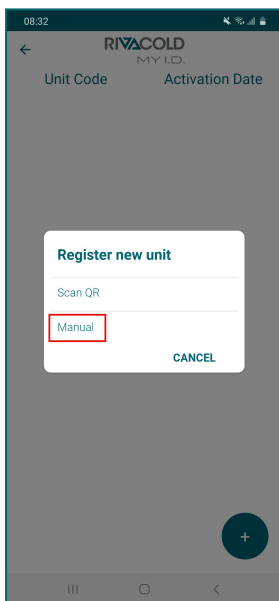 08:32
RIVACOLD
MY I.D.
Unit Code Activation Date
Register new unit
Scan QR
Manual
CANCEL
+